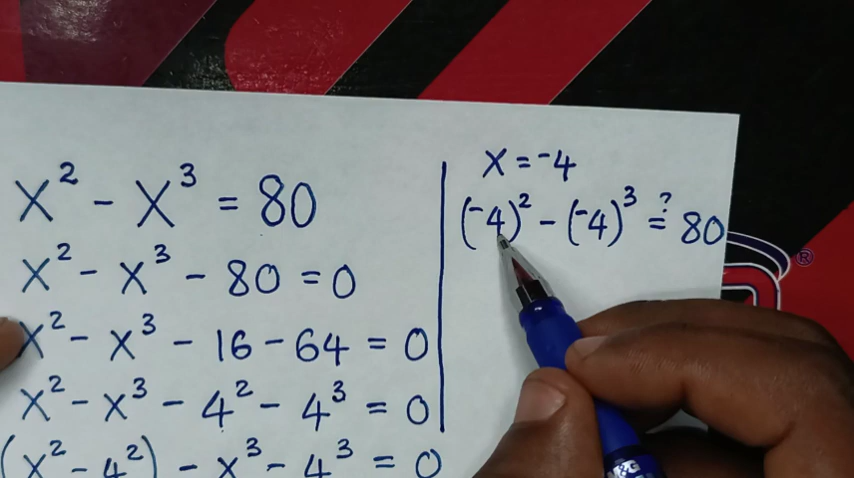 x² - x³ = 80
x² - x³ - 80 = 0
x² - x³ - 16 - 64 = 0
x² - x³ - 4² - 4³ = 0
(x² - 4²) - x³ - 4³ = 0
x = ⁻4
(⁻4)² - (⁻4)³ ≟ 80
®